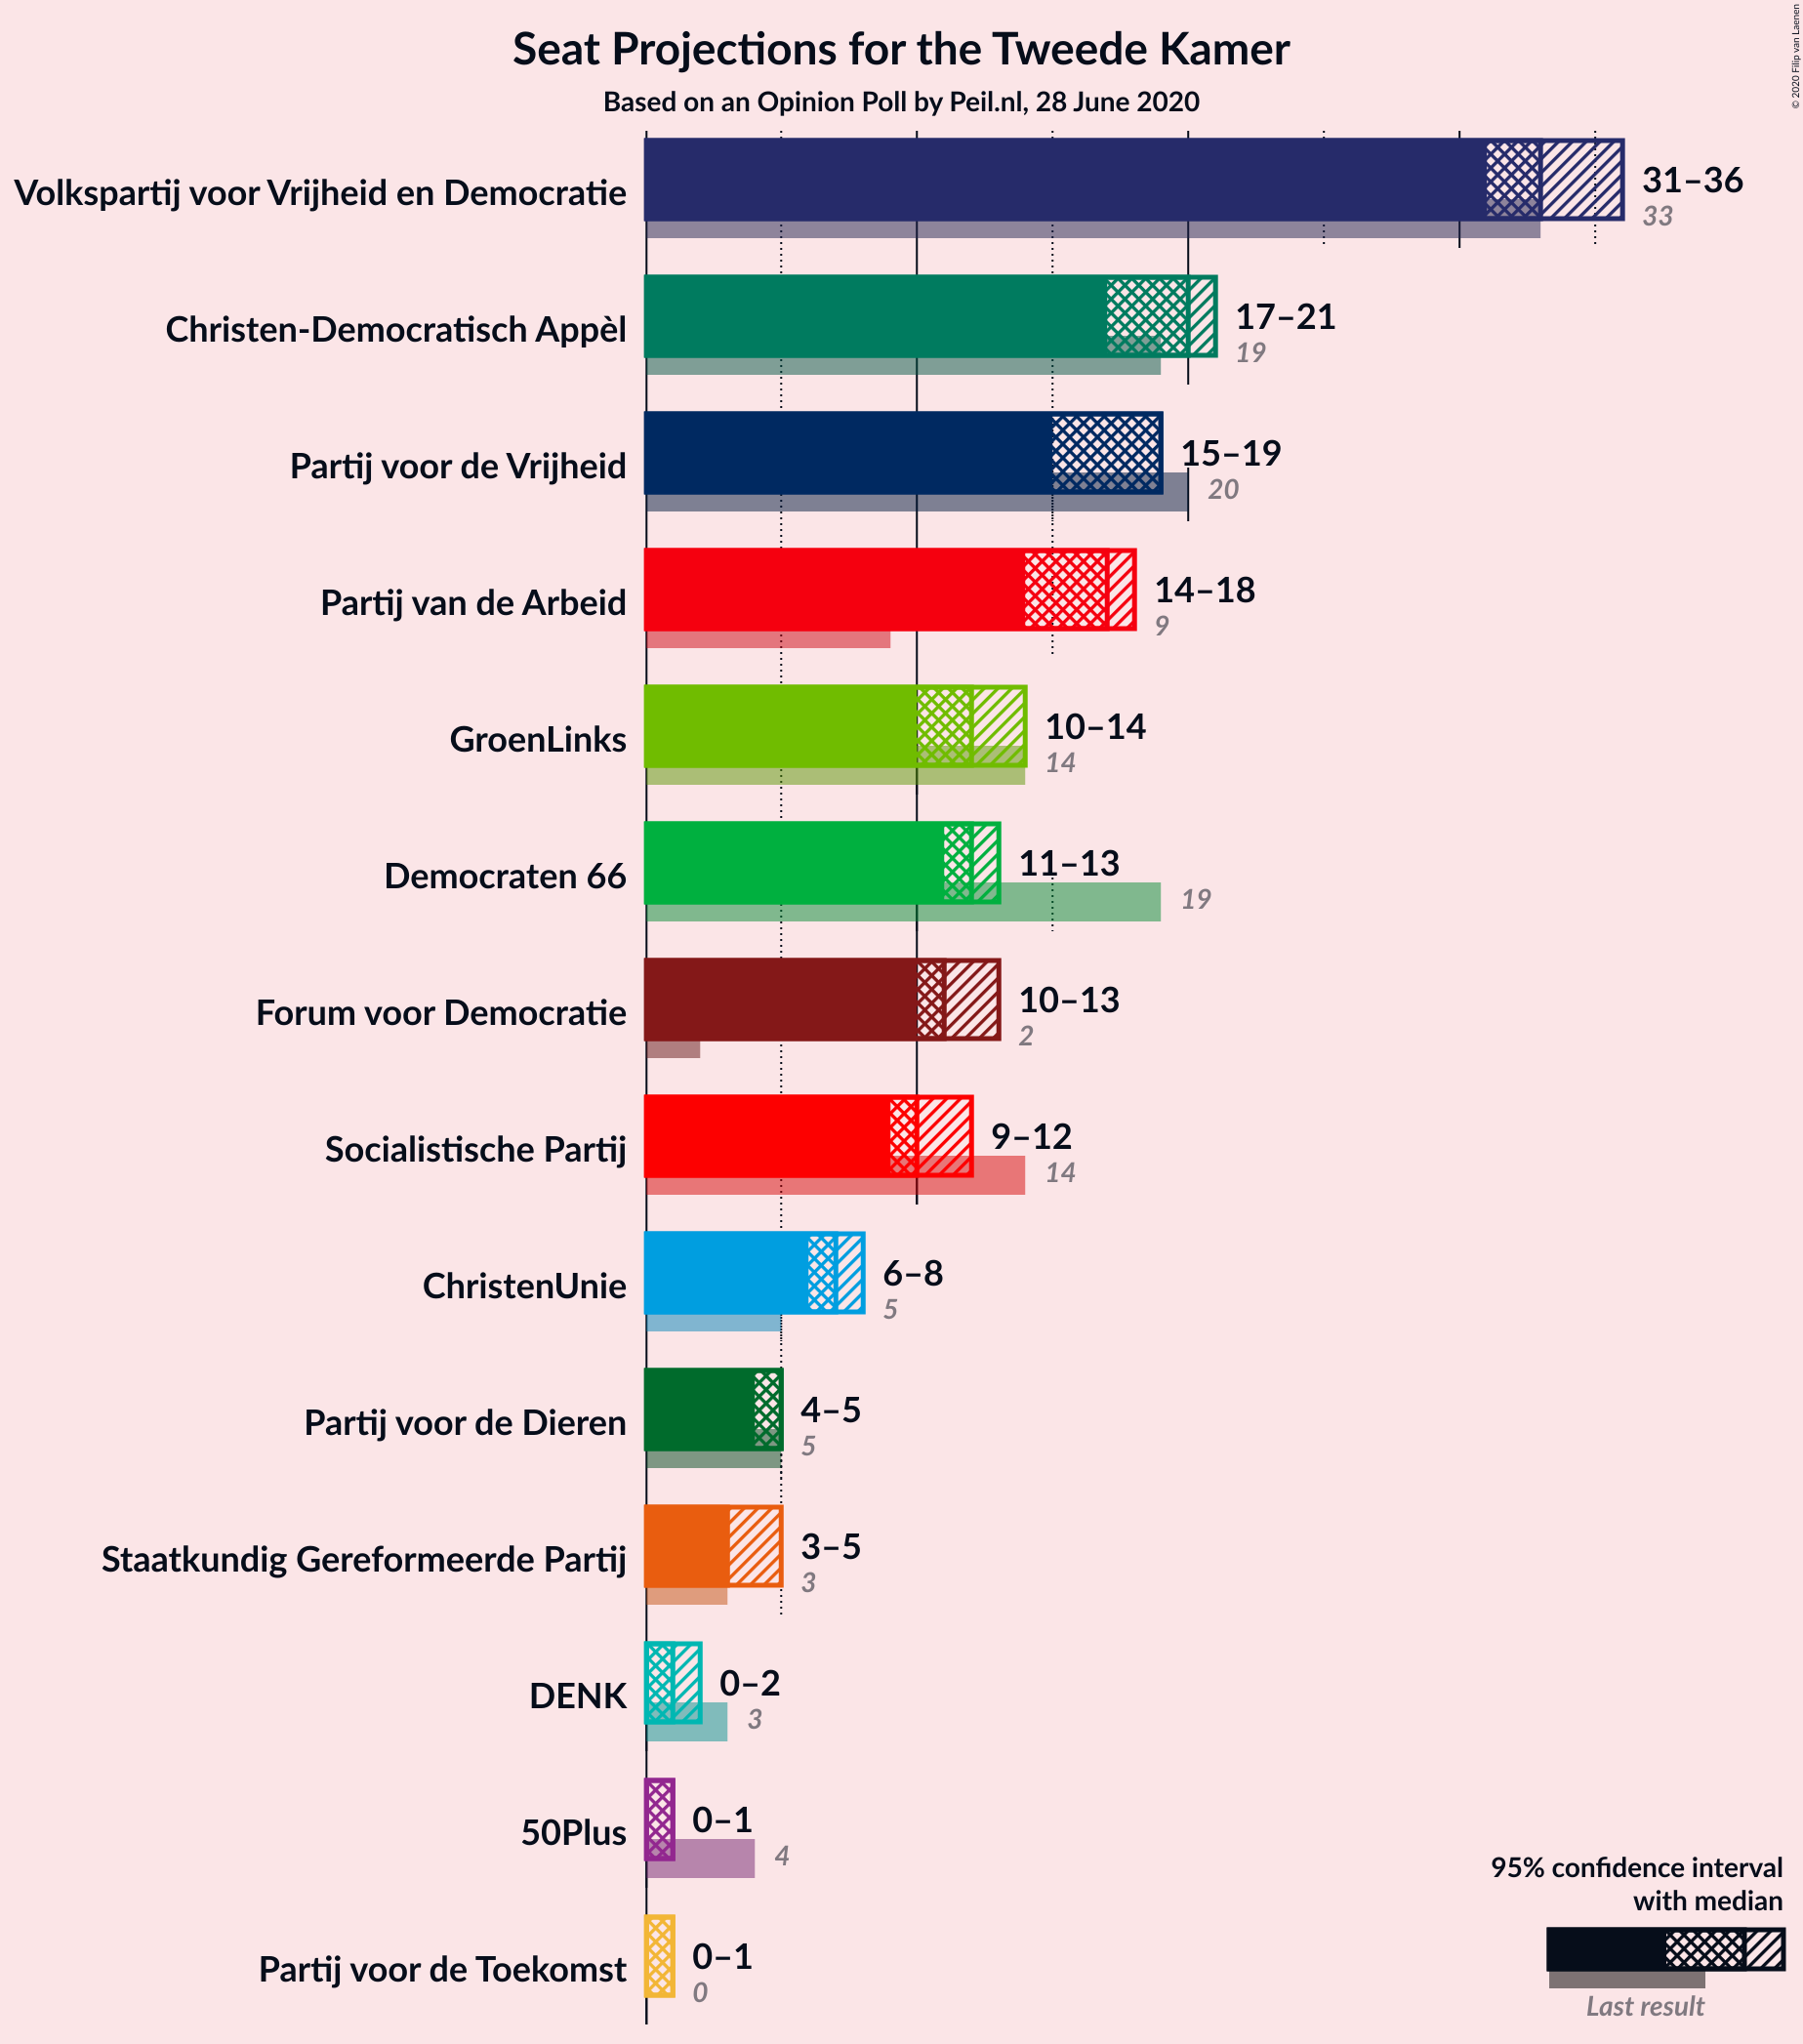 Seat Projections for the Tweede Kamer
Based on an Opinion Poll by Peil.nl, 28 June 2020
© 2020 Filip van Laenen
Volkspartij voor Vrijheid en Democratie
31–36
33
Christen-Democratisch Appèl
17–21
19
Partij voor de Vrijheid
15–19
20
Partij van de Arbeid
14–18
9
GroenLinks
10–14
14
Democraten 66
11–13
19
Forum voor Democratie
10–13
2
Socialistische Partij
9–12
14
ChristenUnie
6–8
5
Partij voor de Dieren
4–5
5
Staatkundig Gereformeerde Partij
3–5
3
DENK
0–2
3
50Plus
0–1
4
Partij voor de Toekomst
0–1
0
95% confidence interval
with median
Last result